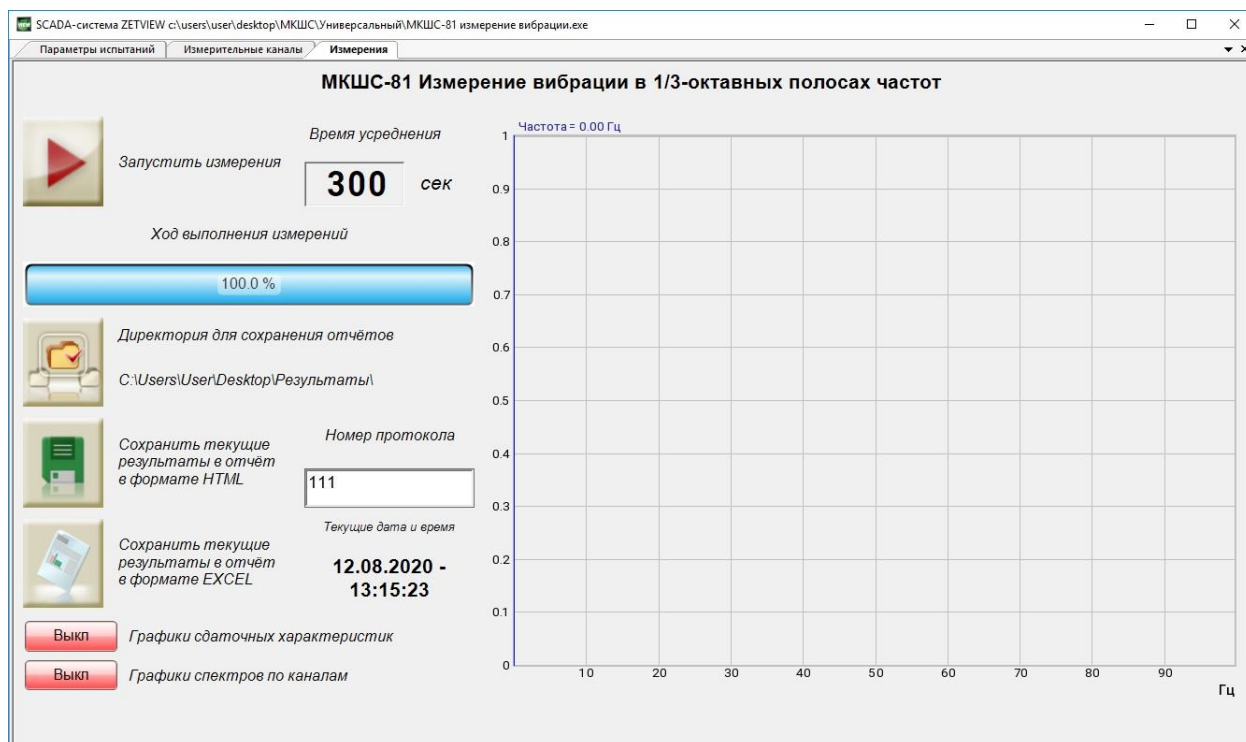 SCADA-система ZETVIEW c:\users\user\desktop\МКШС\Универсальный\МКШС-81 измерение вибрации.exe
Параметры испытаний
Измерительные каналы
Измерения
МКШС-81 Измерение вибрации в 1/3-октавных полосах частот
Время усреднения
Запустить измерения
300
сек
Ход выполнения измерений
100.0 %
Директория для сохранения отчётов
C:\Users\User\Desktop\Результаты\
Номер протокола
Сохранить текущие
результаты в отчёт
в формате HTML
111
Текущие дата и время
Сохранить текущие
результаты в отчёт
в формате EXCEL
12.08.2020 -
13:15:23
Выкл
Графики сдаточных характеристик
Выкл
Графики спектров по каналам
Частота = 0.00 Гц
1
0.9
0.8
0.7
0.6
0.5
0.4
0.3
0.2
0.1
0
10 20 30 40 50 60 70 80 90
Гц